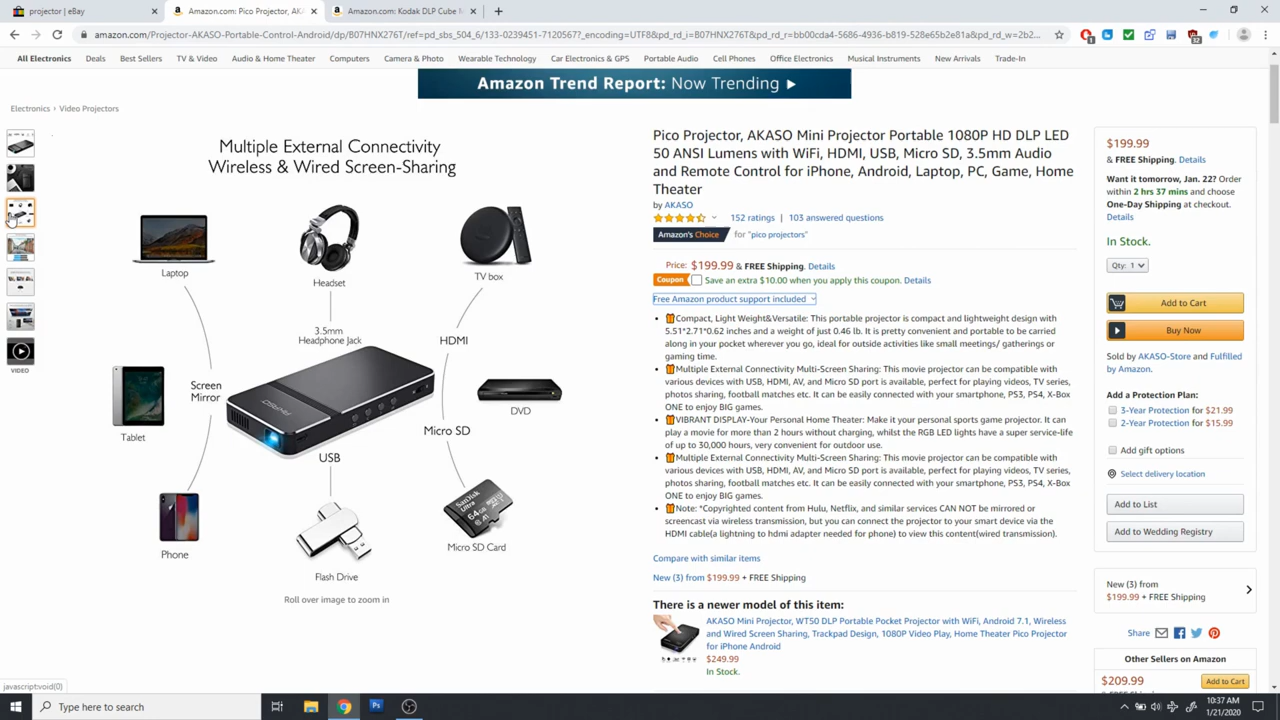 projector | eBay
Amazon.com: Pico Projector, AKA
Amazon.com: Kodak DLP Cube M
amazon.com/Projector-AKASO-Portable-Control-Android/dp/B07HNX276T/ref=pd_sbs_504_6/133-0239451-7120567?_encoding=UTF8&pd_rd_i=B07HNX276T&pd_rd_r=bb00cda4-5686-4936-b819-528e65b2e81a&pd_rd_w=2b2...
All Electronics Deals Best Sellers TV & Video Audio & Home Theater Computers Camera & Photo Wearable Technology Car Electronics & GPS Portable Audio Cell Phones Office Electronics Musical Instruments New Arrivals Trade-In
Amazon Trend Report: Now Trending
Electronics › Video Projectors
VIDEO
Multiple External Connectivity
Wireless & Wired Screen-Sharing
Laptop
Headset
TV box
3.5mm
Headphone Jack
HDMI
Screen
Mirror
Tablet
AKASO
DVD
Micro SD
USB
Phone
SanDisk
Ultra
64GB
Micro SD Card
Flash Drive
Roll over image to zoom in
Pico Projector, AKASO Mini Projector Portable 1080P HD DLP LED
50 ANSI Lumens with WiFi, HDMI, USB, Micro SD, 3.5mm Audio
and Remote Control for iPhone, Android, Laptop, PC, Game, Home
Theater
by AKASO
152 ratings | 103 answered questions
Amazon's Choice for "pico projectors"
Price: $199.99 & FREE Shipping. Details
Coupon Save an extra $10.00 when you apply this coupon. Details
Free Amazon product support included
Compact, Light Weight&Versatile: This portable projector is compact and lightweight design with
5.51*2.71*0.62 inches and a weight of just 0.46 lb. It is pretty convenient and portable to be carried
along in your pocket wherever you go, ideal for outside activities like small meetings/ gatherings or
gaming time.
Multiple External Connectivity Multi-Screen Sharing: This movie projector can be compatible with
various devices with USB, HDMI, AV, and Micro SD port is available, perfect for playing videos, TV series,
photos sharing, football matches etc. It can be easily connected with your smartphone, PS3, PS4, X-Box
ONE to enjoy BIG games.
VIBRANT DISPLAY-Your Personal Home Theater: Make it your personal sports game projector. It can
play a movie for more than 2 hours without charging, whilst the RGB LED lights have a super service-life
of up to 30,000 hours, very convenient for outdoor use.
Multiple External Connectivity Multi-Screen Sharing: This movie projector can be compatible with
various devices with USB, HDMI, AV, and Micro SD port is available, perfect for playing videos, TV series,
photos sharing, football matches etc. It can be easily connected with your smartphone, PS3, PS4, X-Box
ONE to enjoy BIG games.
Note: *Copyrighted content from Hulu, Netflix, and similar services CAN NOT be mirrored or
screencast via wireless transmission, but you can connect the projector to your smart device via the
HDMI cable(a lightning to hdmi adapter needed for phone) to view this content(wired transmission).
Compare with similar items
New (3) from $199.99 + FREE Shipping
There is a newer model of this item:
AKASO Mini Projector, WT50 DLP Portable Pocket Projector with WiFi, Android 7.1, Wireless
and Wired Screen Sharing, Trackpad Design, 1080P Video Play, Home Theater Pico Projector
for iPhone Android
$249.99
In Stock.
$199.99
& FREE Shipping. Details
Want it tomorrow, Jan. 22? Order
within 2 hrs 37 mins and choose
One-Day Shipping at checkout.
Details
In Stock.
Qty: 1
Add to Cart
Buy Now
Sold by AKASO-Store and Fulfilled
by Amazon.
Add a Protection Plan:
3-Year Protection for $21.99
2-Year Protection for $15.99
Add gift options
Select delivery location
Add to List
Add to Wedding Registry
New (3) from
$199.99 + FREE Shipping
Share
Other Sellers on Amazon
$209.99 Add to Cart
javascript:void(0)
Type here to search
10:37 AM
1/21/2020